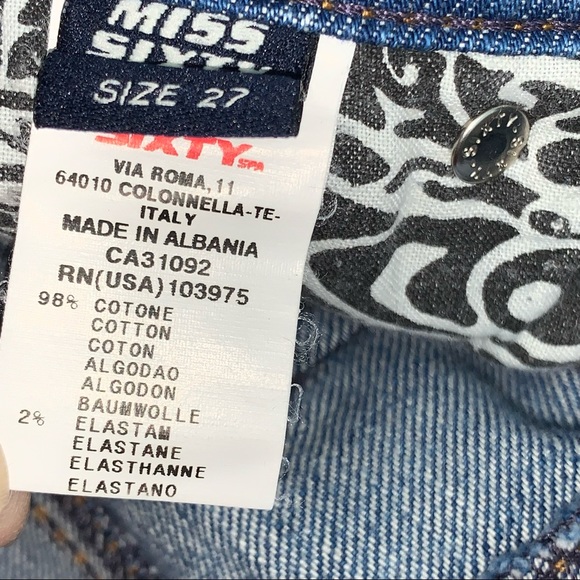 MISS
SIXTY
SIZE 27
SIXTY SPA
VIA ROMA, 11
64010 COLONNELLA-TE-
ITALY
MADE IN ALBANIA
CA31092
RN(USA)103975
98% COTONE
COTTON
COTON
ALGODAO
ALGODON
BAUMWOLLE
2% ELASTAM
ELASTANE
ELASTHANNE
ELASTANO